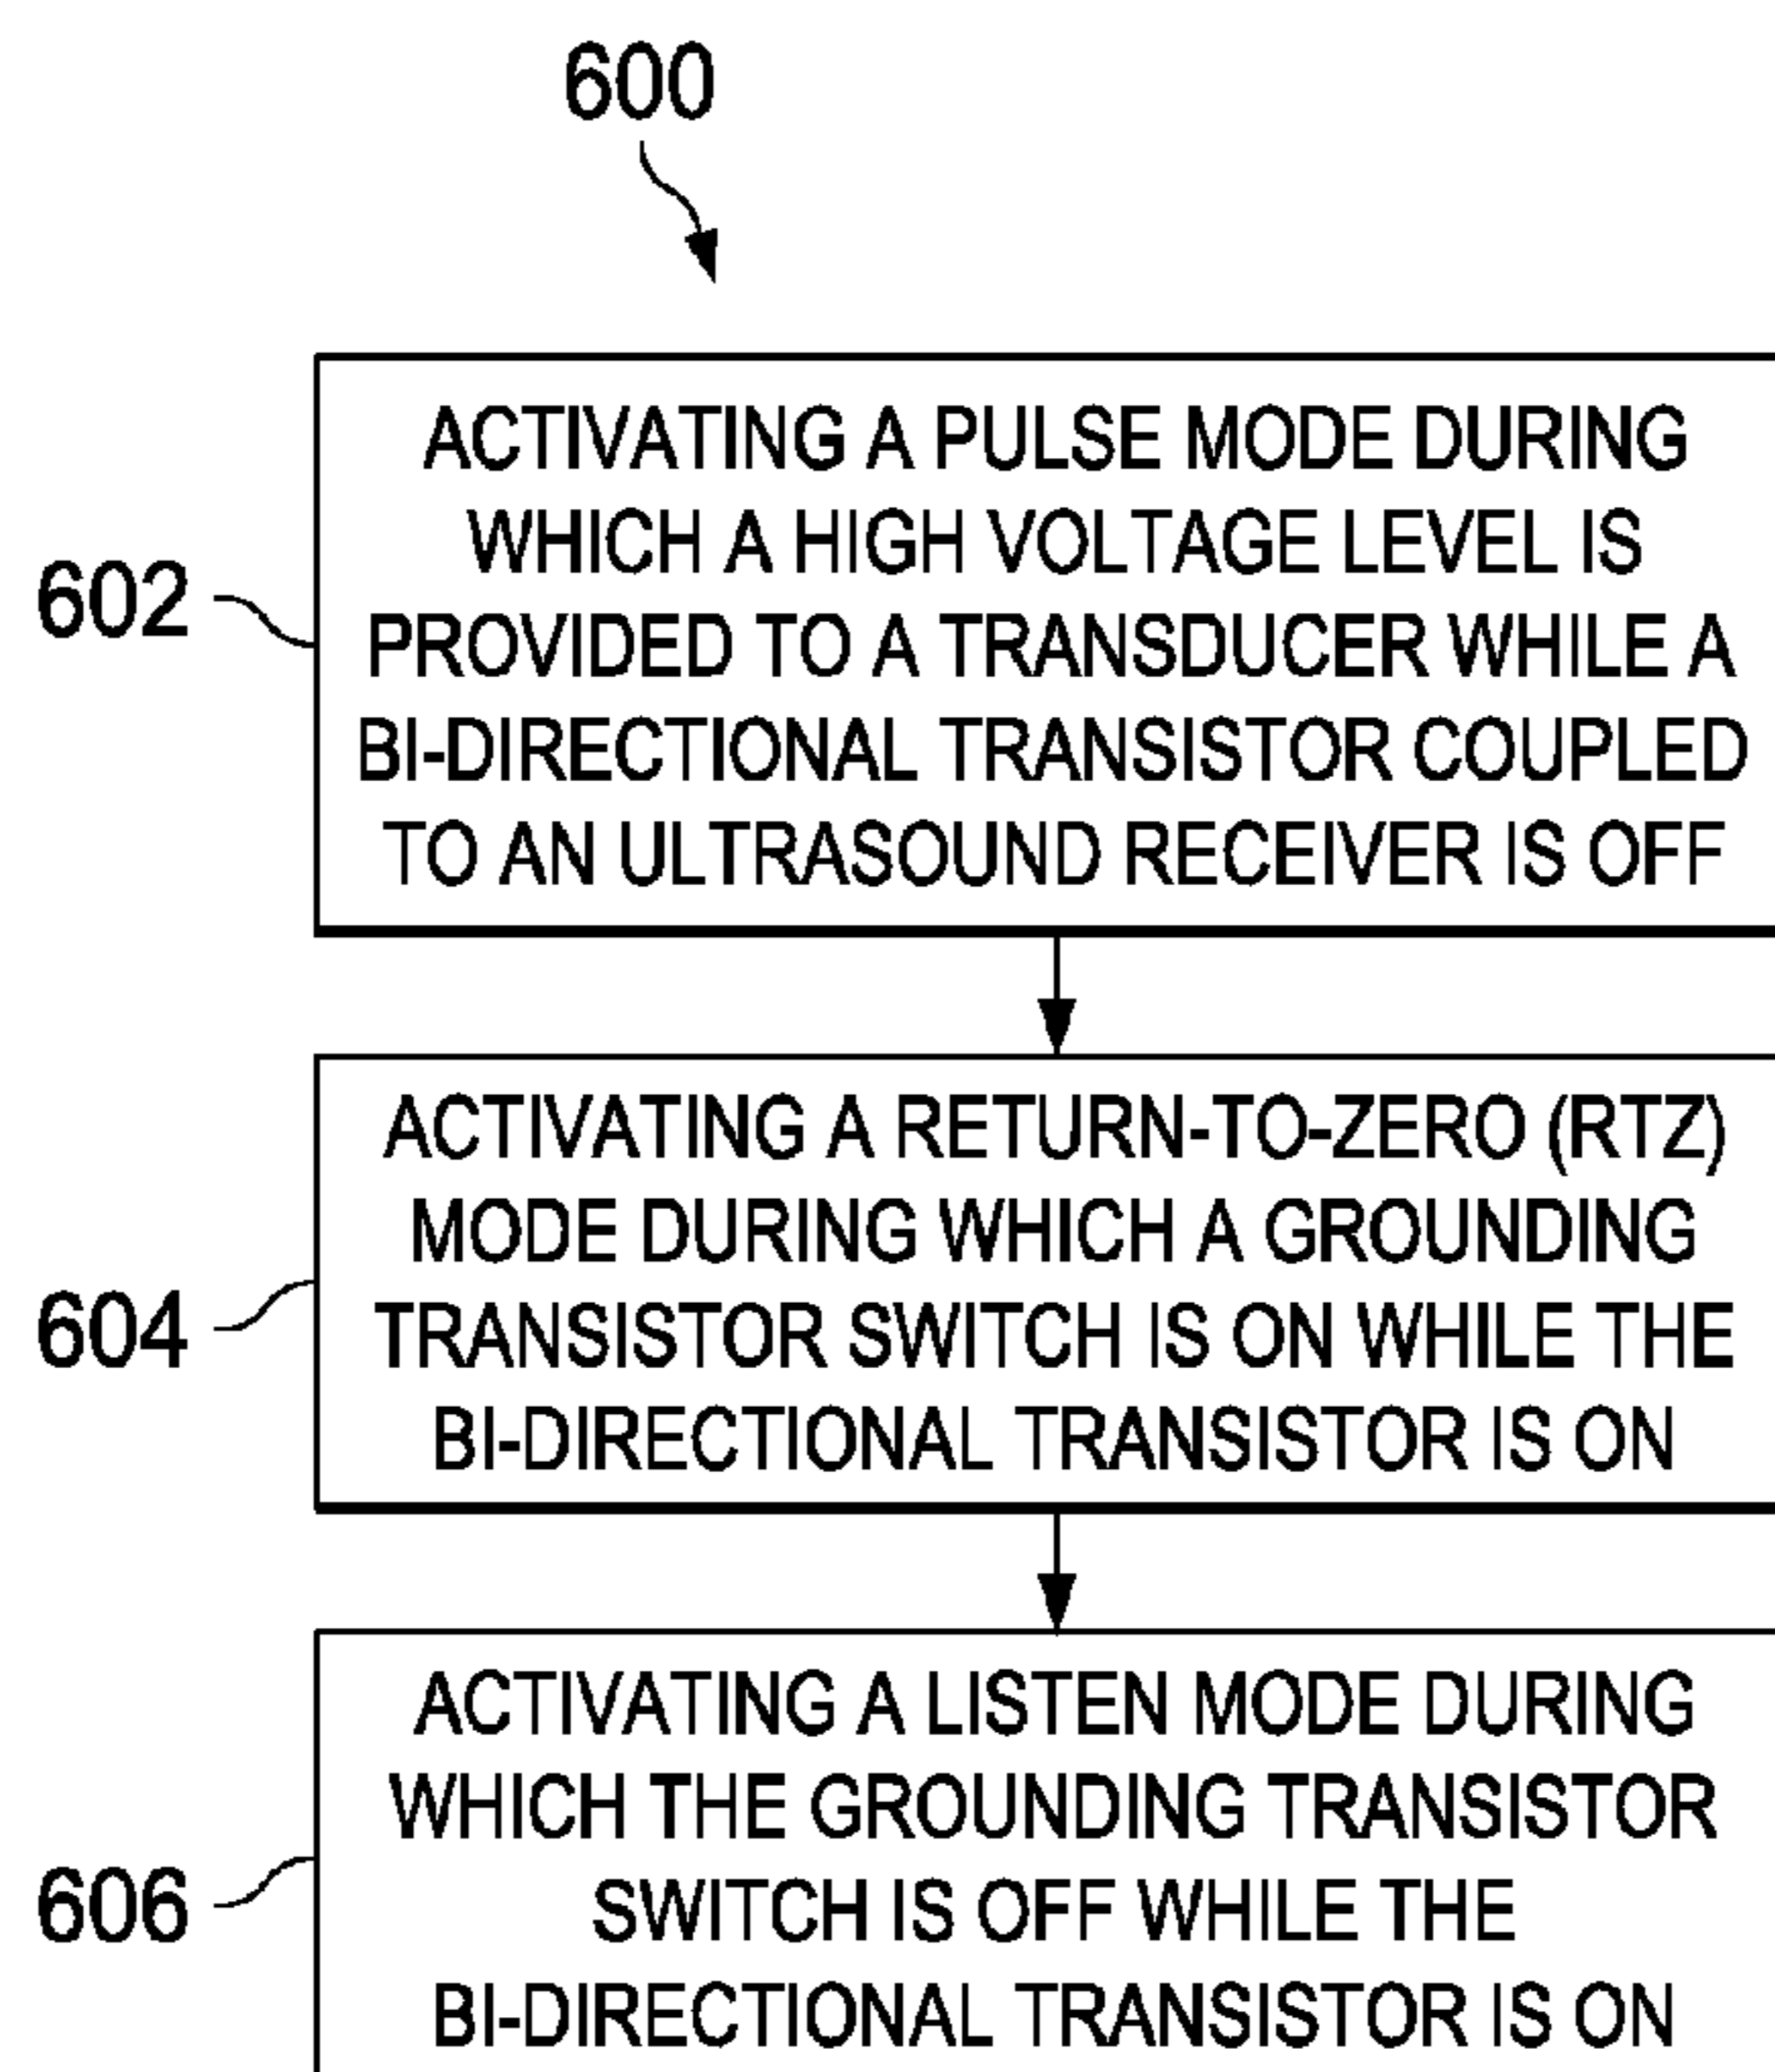 600
602
ACTIVATING A PULSE MODE DURING
WHICH A HIGH VOLTAGE LEVEL IS
PROVIDED TO A TRANSDUCER WHILE A
BI-DIRECTIONAL TRANSISTOR COUPLED
TO AN ULTRASOUND RECEIVER IS OFF
604
ACTIVATING A RETURN-TO-ZERO (RTZ)
MODE DURING WHICH A GROUNDING
TRANSISTOR SWITCH IS ON WHILE THE
BI-DIRECTIONAL TRANSISTOR IS ON
606
ACTIVATING A LISTEN MODE DURING
WHICH THE GROUNDING TRANSISTOR
SWITCH IS OFF WHILE THE
BI-DIRECTIONAL TRANSISTOR IS ON